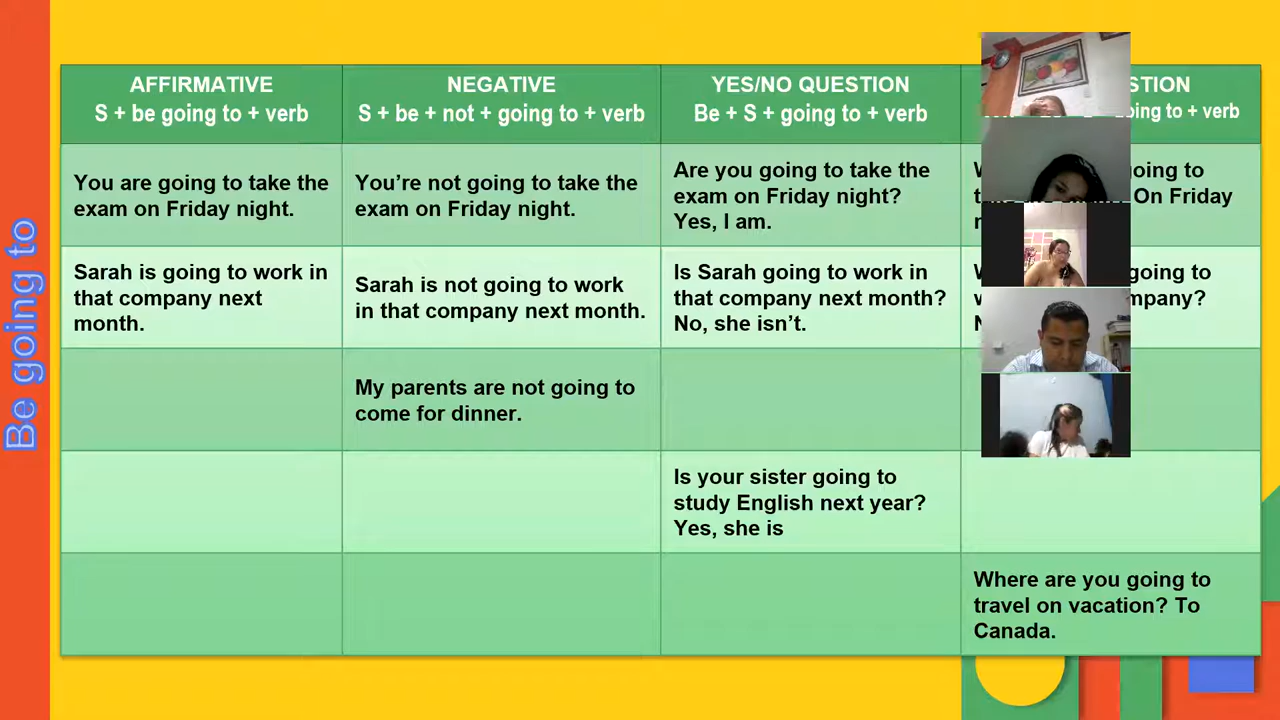 Be going to
AFFIRMATIVE
S + be going to + verb
NEGATIVE
S + be + not + going to + verb
YES/NO QUESTION
Be + S + going to + verb
to + verb
You are going to take the
exam on Friday night.
You’re not going to take the
exam on Friday night.
Are you going to take the
exam on Friday night?
Yes, I am.
going to
On Friday
Sarah is going to work in
that company next
month.
Sarah is not going to work
in that company next month.
Is Sarah going to work in
that company next month?
No, she isn’t.
going to
My parents are not going to
come for dinner.
Is your sister going to
study English next year?
Yes, she is
Where are you going to
travel on vacation? To
Canada.